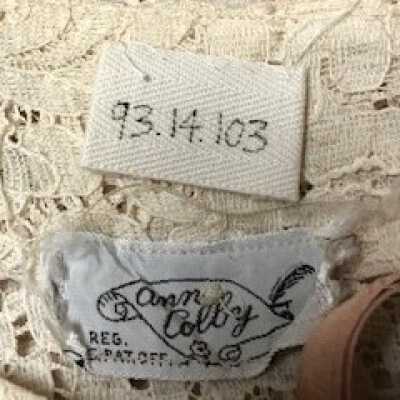 93.14.103
ann
Colby
REG.
S.PAT.OFF.